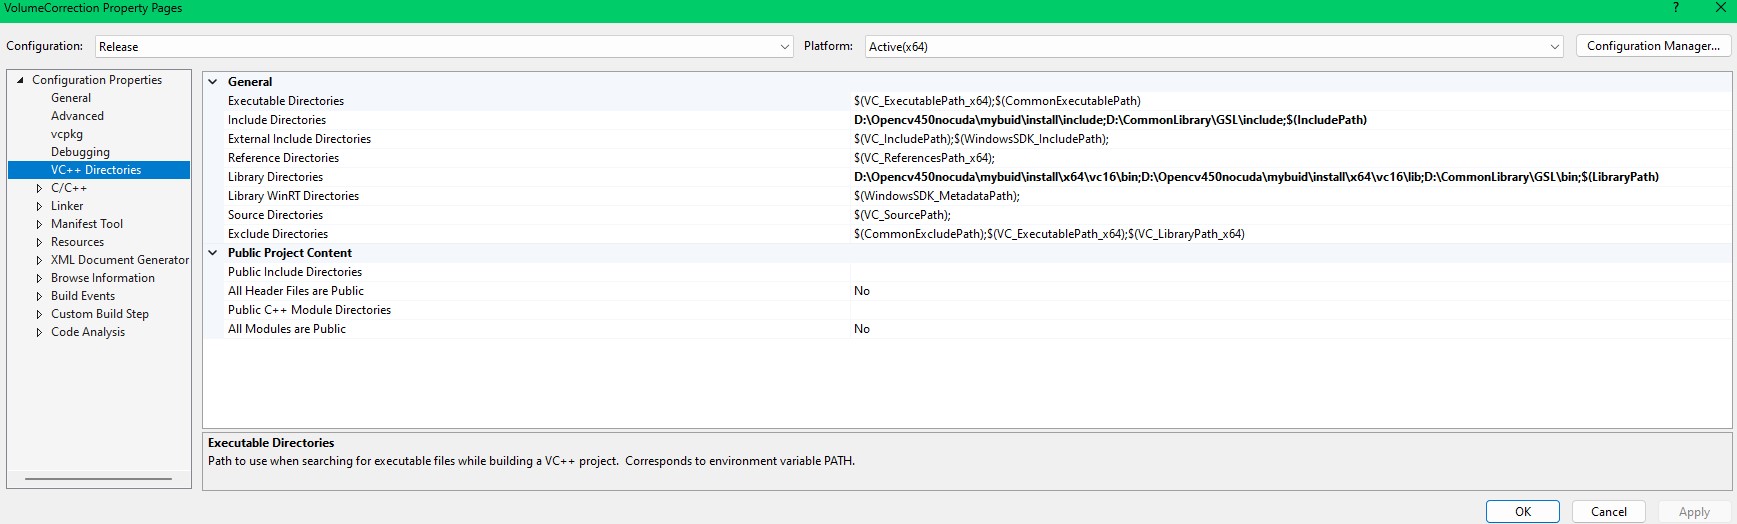 VolumeCorrection Property Pages ? ×
Configuration: Release Platform: Active(x64) Configuration Manager...
Configuration Properties
General
Advanced
vcpkg
Debugging
VC++ Directories
C/C++
Linker
Manifest Tool
Resources
XML Document Generator
Browse Information
Build Events
Custom Build Step
Code Analysis
General
Executable Directories $(VC_ExecutablePath_x64);$(CommonExecutablePath)
Include Directories D:\Opencv450nocuda\mybuid\install\include;D:\CommonLibrary\GSL\include;$(IncludePath)
External Include Directories $(VC_IncludePath);$(WindowsSDK_IncludePath);
Reference Directories $(VC_ReferencesPath_x64);
Library Directories D:\Opencv450nocuda\mybuid\install\x64\vc16\bin;D:\Opencv450nocuda\mybuid\install\x64\vc16\lib;D:\CommonLibrary\GSL\bin;$(LibraryPath)
Library WinRT Directories $(WindowsSDK_MetadataPath);
Source Directories $(VC_SourcePath);
Exclude Directories $(CommonExcludePath);$(VC_ExecutablePath_x64);$(VC_LibraryPath_x64)
Public Project Content
Public Include Directories
All Header Files are Public No
Public C++ Module Directories
All Modules are Public No
Executable Directories
Path to use when searching for executable files while building a VC++ project.  Corresponds to environment variable PATH.
OK Cancel Apply